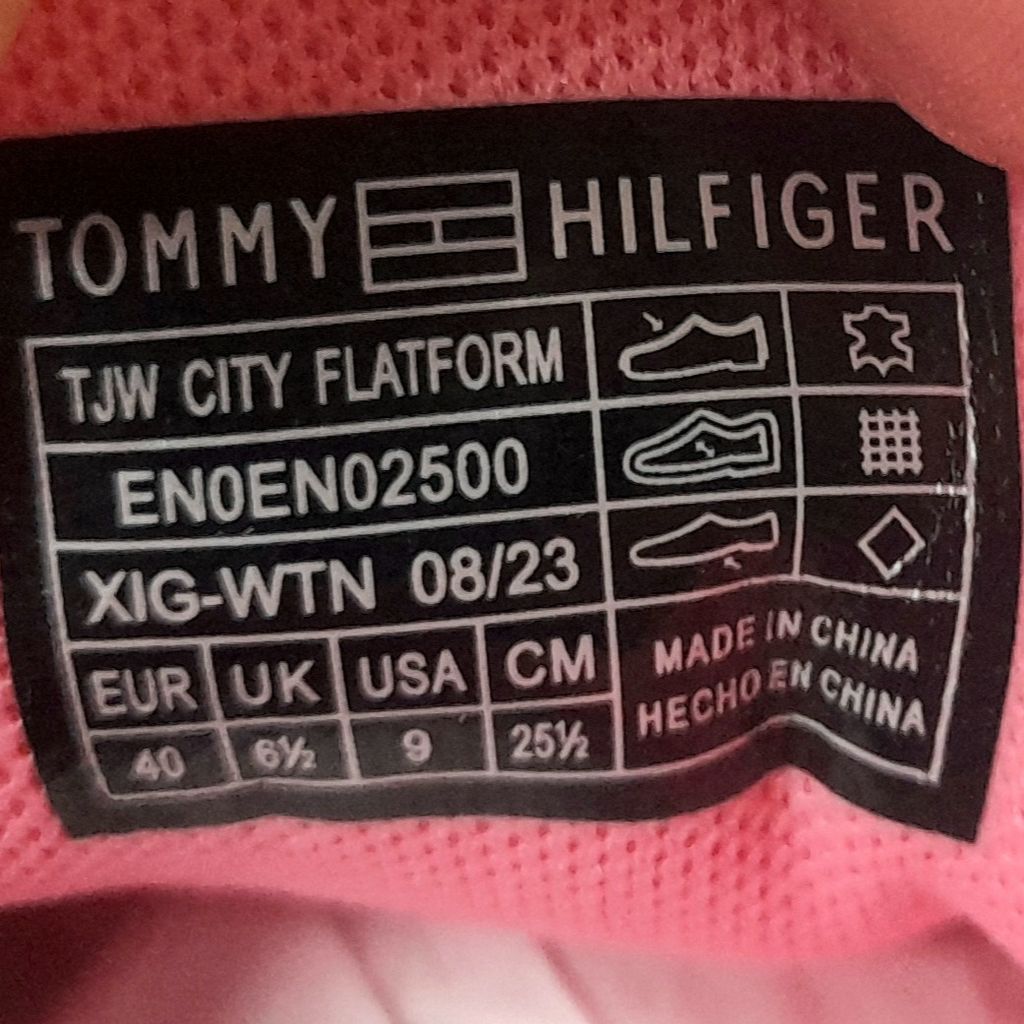 TOMMY HILFIGER
TJW CITY FLATFORM
EN0EN02500
XIG-WTN 08/23
EUR UK USA CM
40 6½ 9 25½
MADE IN CHINA
HECHO EN CHINA